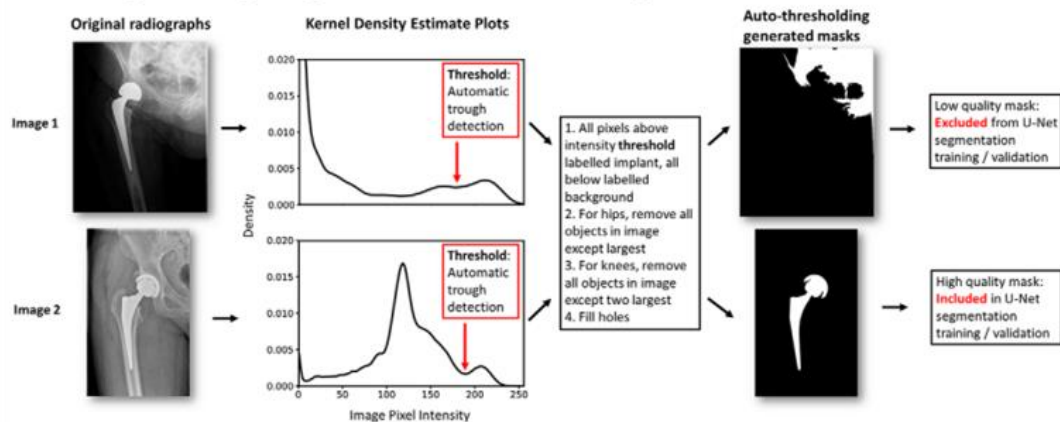 Original radiographs
Kernel Density Estimate Plots
Auto-thresholding
generated masks
Image 1
0.020
0.015
0.010
0.005
0.000
Threshold:
Automatic
trough
detection
Density
1. All pixels above
intensity threshold
labelled implant, all
below labelled
background
2. For hips, remove all
objects in image
except largest
3. For knees, remove
all objects in image
except two largest
4. Fill holes
Low quality mask:
Excluded from U-Net
segmentation
training / validation
Image 2
0.020
0.015
0.010
0.005
0.000
Threshold:
Automatic
trough
detection
0 50 100 150 200 250
Image Pixel Intensity
High quality mask:
Included in U-Net
segmentation
training / validation